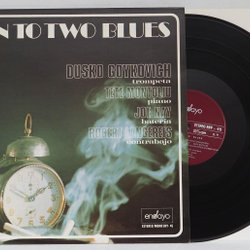 N TO TWO BLUES
DUSKO GOYKOVICH
trompeta
TETE MONTOLIU
piano
JOE NAY
batería
ROBERT LANGEREIS
contrabajo
ensayo